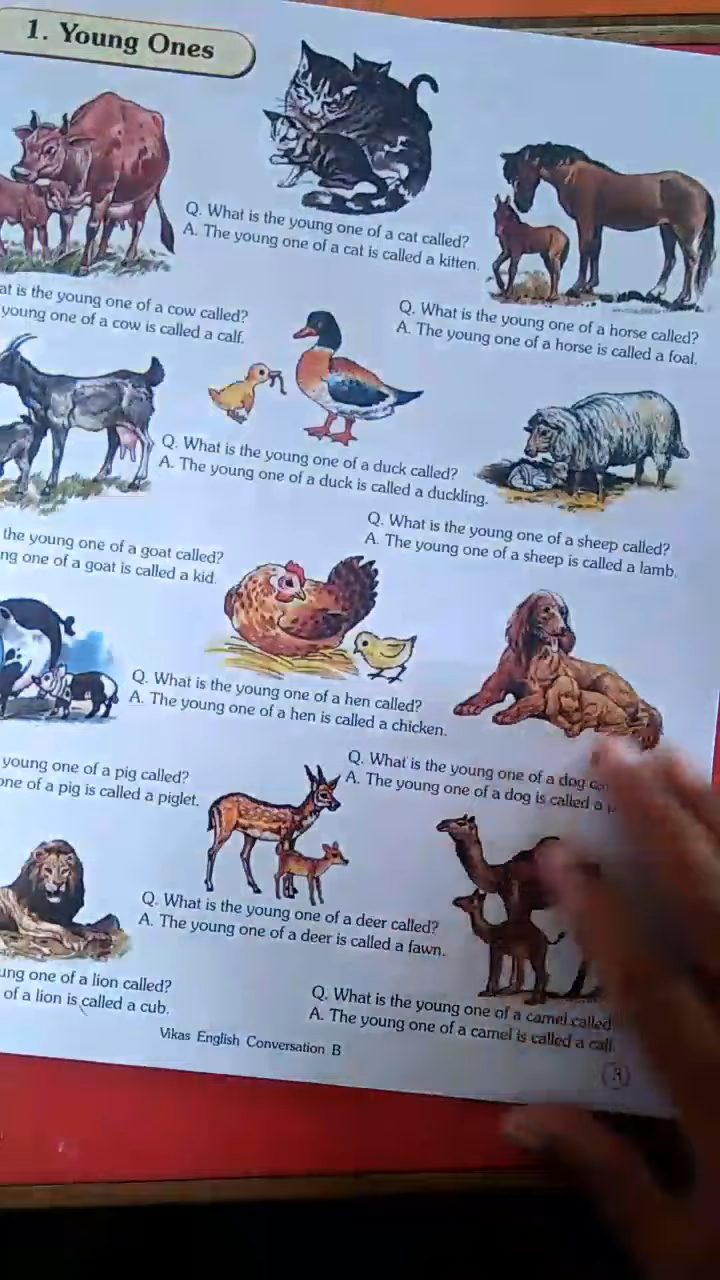 1. Young Ones
Q. What is the young one of a cat called?
A. The young one of a cat is called a kitten.
is the young one of a cow called?
young one of a cow is called a calf.
Q. What is the young one of a horse called?
A. The young one of a horse is called a foal.
Q. What is the young one of a duck called?
A. The young one of a duck is called a duckling.
the young one of a goat called?
one of a goat is called a kid.
Q. What is the young one of a sheep called?
A. The young one of a sheep is called a lamb.
Q. What is the young one of a hen called?
A. The young one of a hen is called a chicken.
young one of a pig called?
one of a pig is called a piglet.
Q. What is the young one of a dog
A. The young one of a dog is called a
Q. What is the young one of a deer called?
A. The young one of a deer is called a fawn.
one of a lion called?
of a lion is called a cub.
Q. What is the young one of a camel called
A. The young one of a camel is called a calf.
Vikas English Conversation B
3